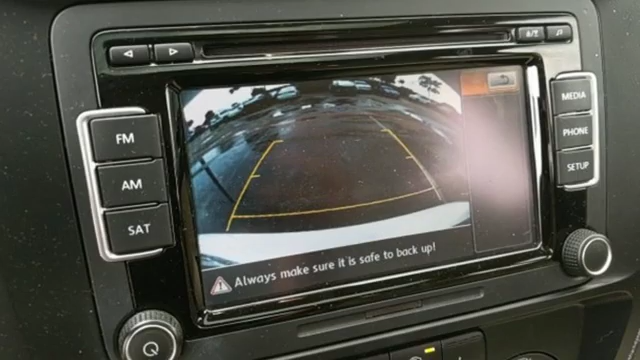 FM
AM
SAT
MEDIA
PHONE
SETUP
Always make sure it is safe to back up!